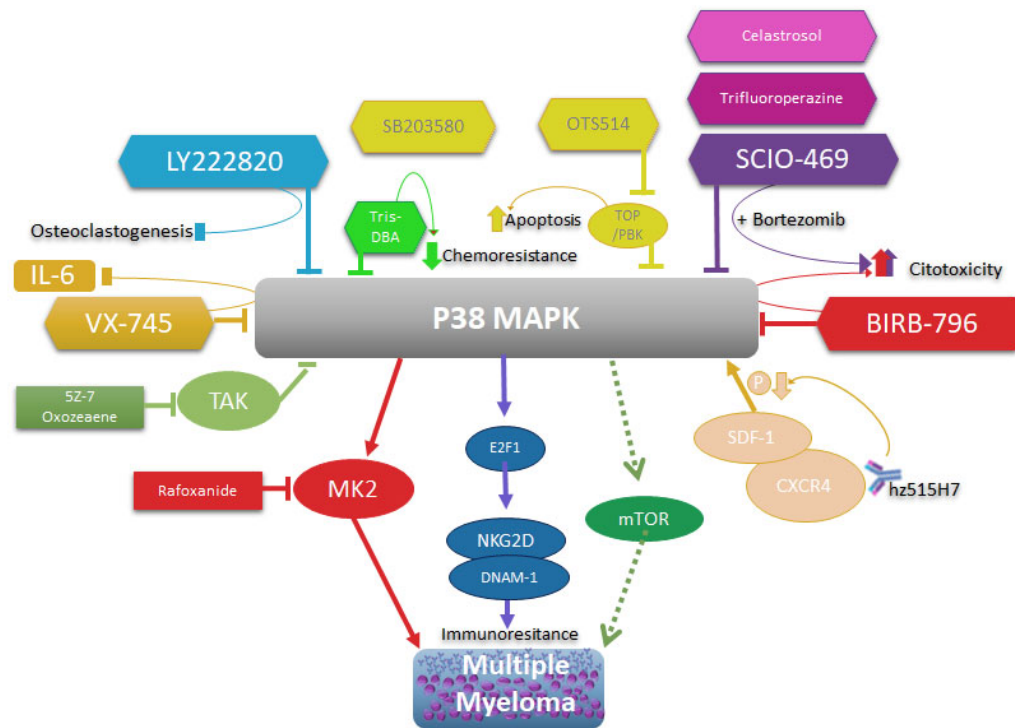 Celastrosol
Trifluoroperazine
SB203580
OTS514
LY222820
SCIO-469
Osteoclastogenesis
Tris-
DBA
Apoptosis
TOP
/PBK
+ Bortezomib
Chemoresistance
IL-6
Citotoxicity
VX-745
P38 MAPK
BIRB-796
5Z-7
Oxozeaene
TAK
P
SDF-1
E2F1
Rafoxanide
MK2
CXCR4
hz515H7
mTOR
NKG2D
DNAM-1
Immunoresitance
Multiple
Myeloma